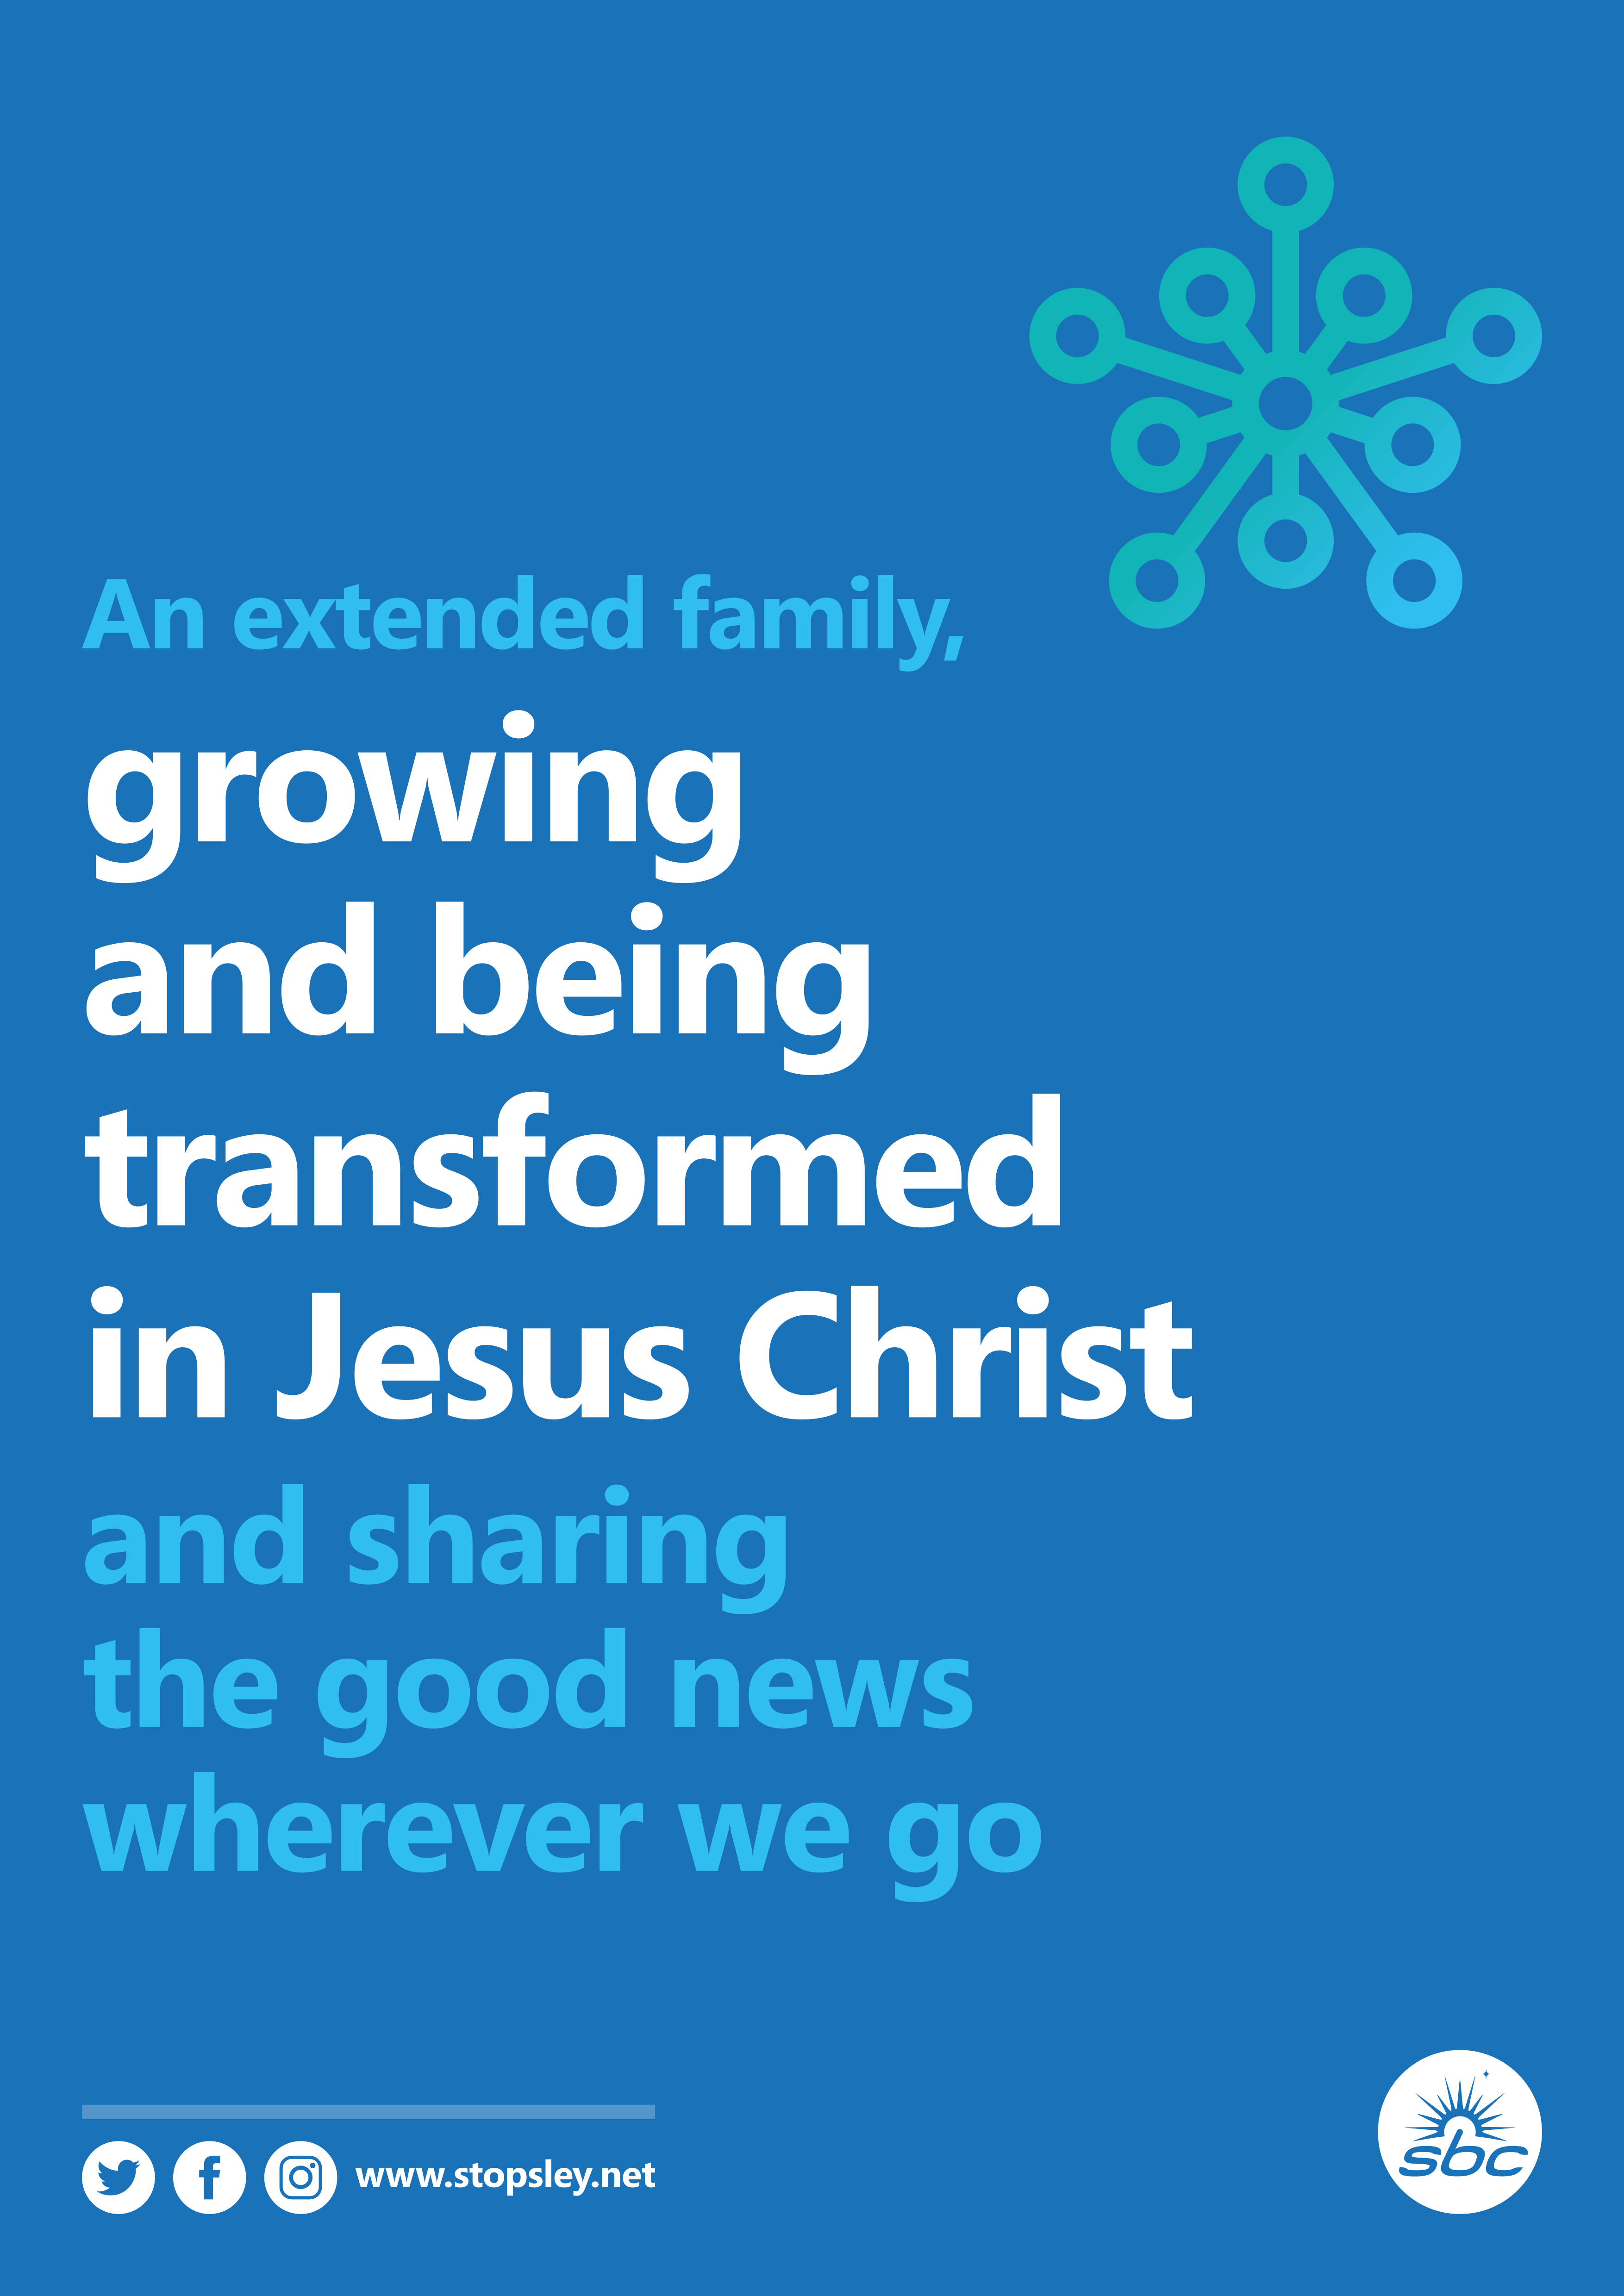 An extended family,
growing
and being
transformed
in Jesus Christ
and sharing
the good news
wherever we go
www.stopsley.net
sbc